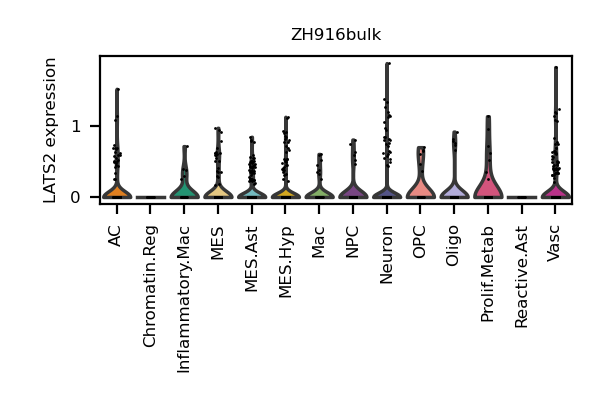 ZH916bulk
LATS2 expression
1
0
AC
Chromatin.Reg
Inflammatory.Mac
MES
MES.Ast
MES.Hyp
Mac
NPC
Neuron
OPC
Oligo
Prolif.Metab
Reactive.Ast
Vasc